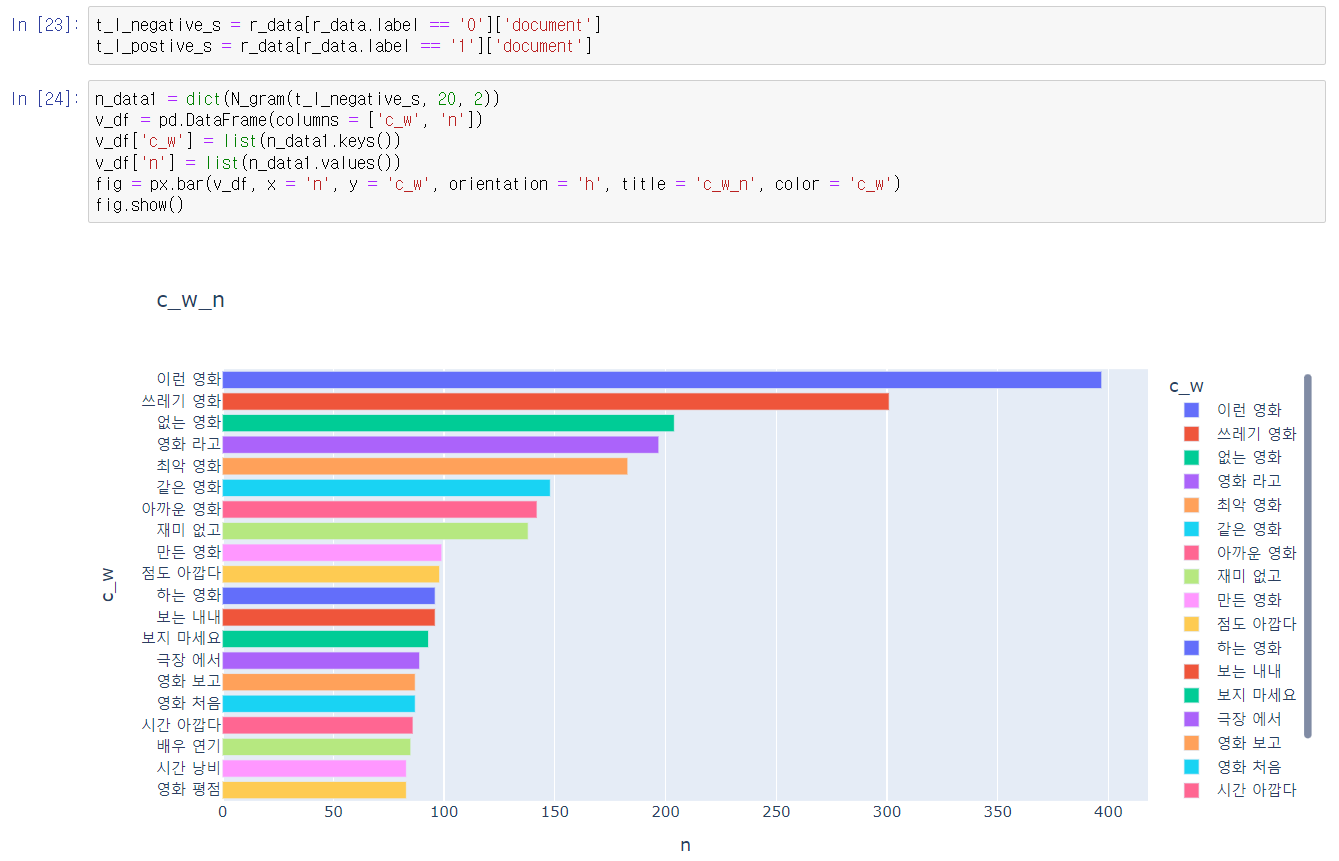 In [23]:
t_l_negative_s = r_data[r_data.label == '0']['document']
t_l_postive_s = r_data[r_data.label == '1']['document']
In [24]:
n_data1 = dict(N_gram(t_l_negative_s, 20, 2))
v_df = pd.DataFrame(columns = ['c_w', 'n'])
v_df['c_w'] = list(n_data1.keys())
v_df['n'] = list(n_data1.values())
fig = px.bar(v_df, x = 'n', y = 'c_w', orientation = 'h', title = 'c_w_n', color = 'c_w')
fig.show()
c_w_n
이런 영화
쓰레기 영화
없는 영화
영화 라고
최악 영화
같은 영화
아까운 영화
재미 없고
만든 영화
점도 아깝다
하는 영화
보는 내내
보지 마세요
극장 에서
영화 보고
영화 처음
시간 아깝다
배우 연기
시간 낭비
영화 평점
c_w
0 50 100 150 200 250 300 350 400
n
c_w
이런 영화
쓰레기 영화
없는 영화
영화 라고
최악 영화
같은 영화
아까운 영화
재미 없고
만든 영화
점도 아깝다
하는 영화
보는 내내
보지 마세요
극장 에서
영화 보고
영화 처음
시간 아깝다